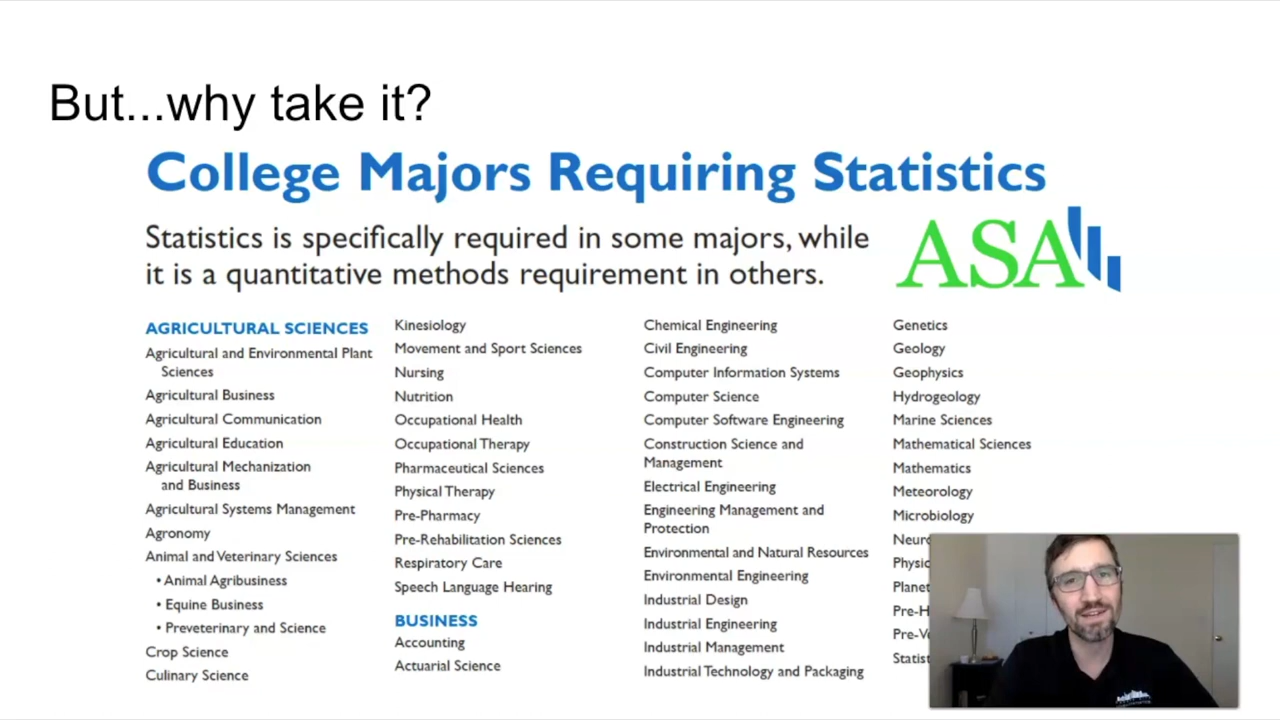 But...why take it?
College Majors Requiring Statistics
Statistics is specifically required in some majors, while
it is a quantitative methods requirement in others.
ASA
AGRICULTURAL SCIENCES
Agricultural and Environmental Plant
Sciences
Agricultural Business
Agricultural Communication
Agricultural Education
Agricultural Mechanization
and Business
Agricultural Systems Management
Agronomy
Animal and Veterinary Sciences
• Animal Agribusiness
• Equine Business
• Preveterinary and Science
Crop Science
Culinary Science
Kinesiology
Movement and Sport Sciences
Nursing
Nutrition
Occupational Health
Occupational Therapy
Pharmaceutical Sciences
Physical Therapy
Pre-Pharmacy
Pre-Rehabilitation Sciences
Respiratory Care
Speech Language Hearing
BUSINESS
Accounting
Actuarial Science
Chemical Engineering
Civil Engineering
Computer Information Systems
Computer Science
Computer Software Engineering
Construction Science and
Management
Electrical Engineering
Engineering Management and
Protection
Environmental and Natural Resources
Environmental Engineering
Industrial Design
Industrial Engineering
Industrial Management
Industrial Technology and Packaging
Genetics
Geology
Geophysics
Hydrogeology
Marine Sciences
Mathematical Sciences
Mathematics
Meteorology
Microbiology